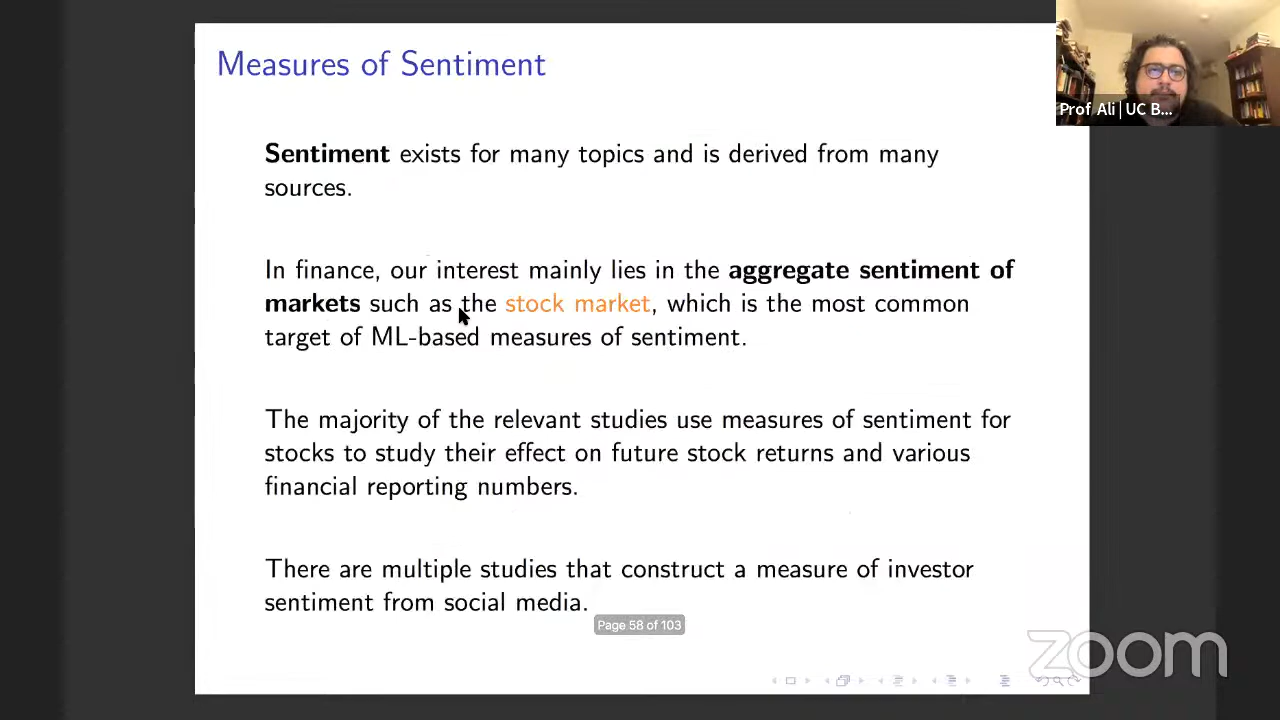 Measures of Sentiment
Prof Ali | UC B...
Sentiment exists for many topics and is derived from many
sources.
In finance, our interest mainly lies in the aggregate sentiment of
markets such as the stock market, which is the most common
target of ML-based measures of sentiment.
The majority of the relevant studies use measures of sentiment for
stocks to study their effect on future stock returns and various
financial reporting numbers.
There are multiple studies that construct a measure of investor
sentiment from social media.
Page 58 of 103
zoom